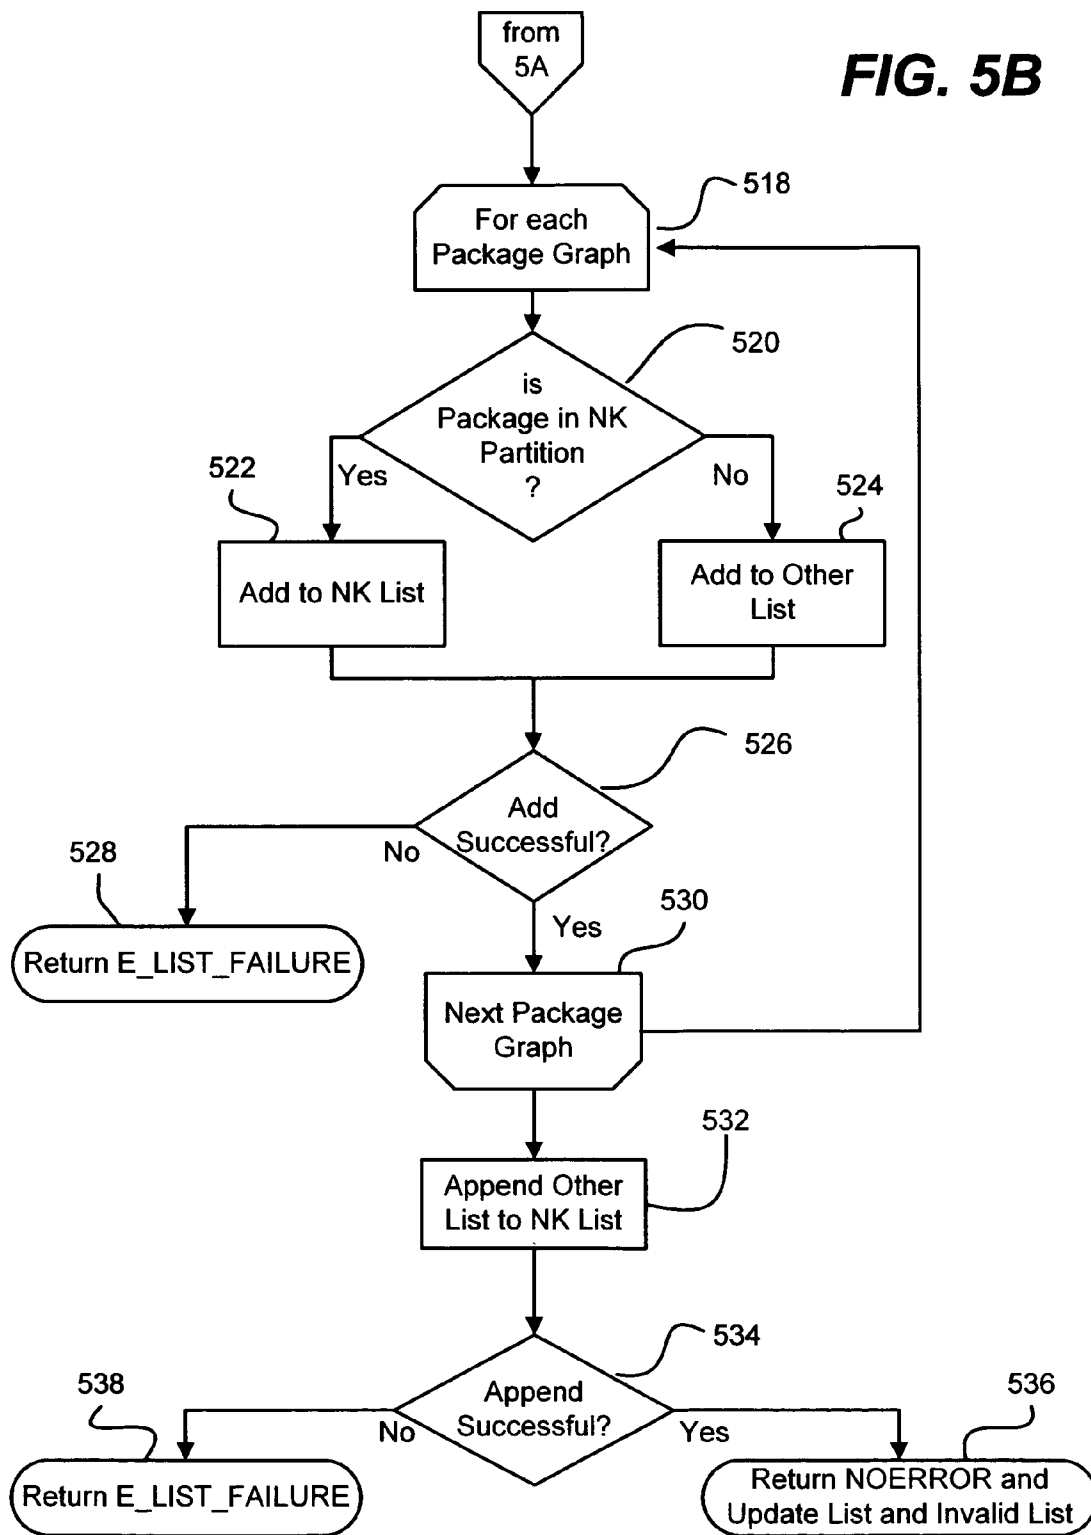 from
5A
FIG. 5B
518
For each
Package Graph
520
is
Package in NK
Partition
?
Yes
No
522
524
Add to NK List
Add to Other
List
526
Add
Successful?
No
528
Yes
530
Return E_LIST_FAILURE
Next Package
Graph
532
Append Other
List to NK List
534
538
Append
Successful?
536
No
Yes
Return E_LIST_FAILURE
Return NOERROR and
Update List and Invalid List